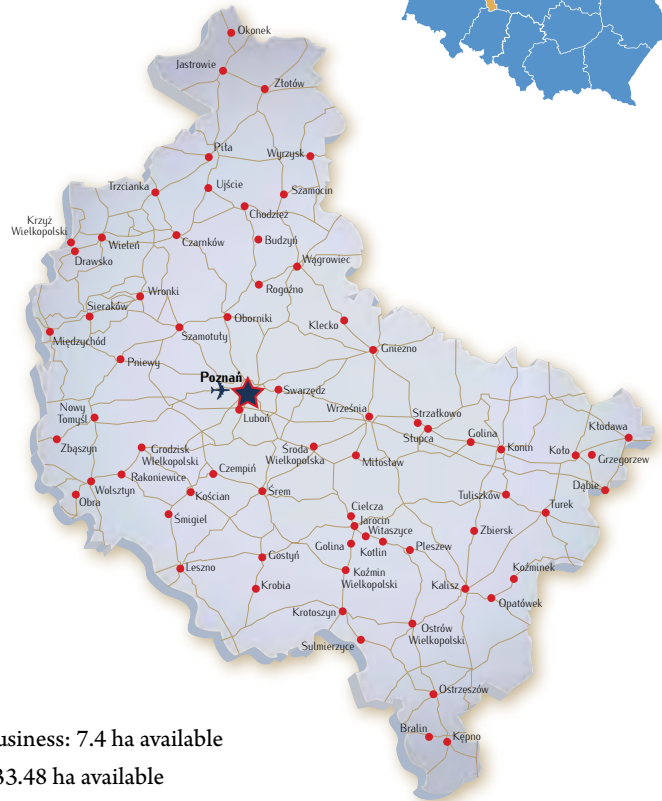 Okonek
Jastrowie
Złotów
Piła
Wyrzysk
Trzcianka
Ujście
Szamocin
Chodzież
Krzyż
Wielkopolski
Wieleń
Czarnków
Budzyń
Drawsko
Wągrowiec
Rogoźno
Wronki
Sieraków
Oborniki
Klecko
Międzychód
Szamotuły
Gniezno
Pniewy
Poznań
Swarzędz
Nowy
Tomyśl
Luboń
Września
Strzałkowo
Słupca
Golina
Konin
Koło
Kłodawa
Grzegorzew
Zbąszyn
Grodzisk
Wielkopolski
Środa
Wielkopolska
Miłosław
Czempiń
Rakoniewice
Wolsztyn
Obra
Kościan
Śrem
Tuliszków
Dąbie
Turek
Śmigiel
Cielcza
Jarocin
Witaszyce
Golina
Kotlin
Pleszew
Zbiersk
Leszno
Gostyń
Koźmin
Wielkopolski
Krobia
Kalisz
Koźminek
Opatówek
Krotoszyn
Ostrów
Wielkopolski
Sulmierzyce
Ostrzeszów
Bralin
Kępno
usiness: 7.4 ha available
33.48 ha available